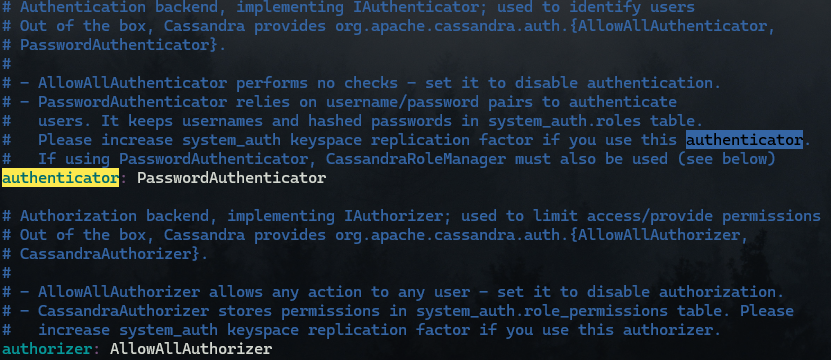 # Authentication backend, implementing IAuthenticator; used to identify users
# Out of the box, Cassandra provides org.apache.cassandra.auth.{AllowAllAuthenticator,
# PasswordAuthenticator}.
#
# - AllowAllAuthenticator performs no checks - set it to disable authentication.
# - PasswordAuthenticator relies on username/password pairs to authenticate
#   users. It keeps usernames and hashed passwords in system_auth.roles table.
#   Please increase system_auth keyspace replication factor if you use this authenticator.
#   If using PasswordAuthenticator, CassandraRoleManager must also be used (see below)
authenticator: PasswordAuthenticator

# Authorization backend, implementing IAuthorizer; used to limit access/provide permissions
# Out of the box, Cassandra provides org.apache.cassandra.auth.{AllowAllAuthorizer,
# CassandraAuthorizer}.
#
# - AllowAllAuthorizer allows any action to any user - set it to disable authorization.
# - CassandraAuthorizer stores permissions in system_auth.role_permissions table. Please
#   increase system_auth keyspace replication factor if you use this authorizer.
authorizer: AllowAllAuthorizer